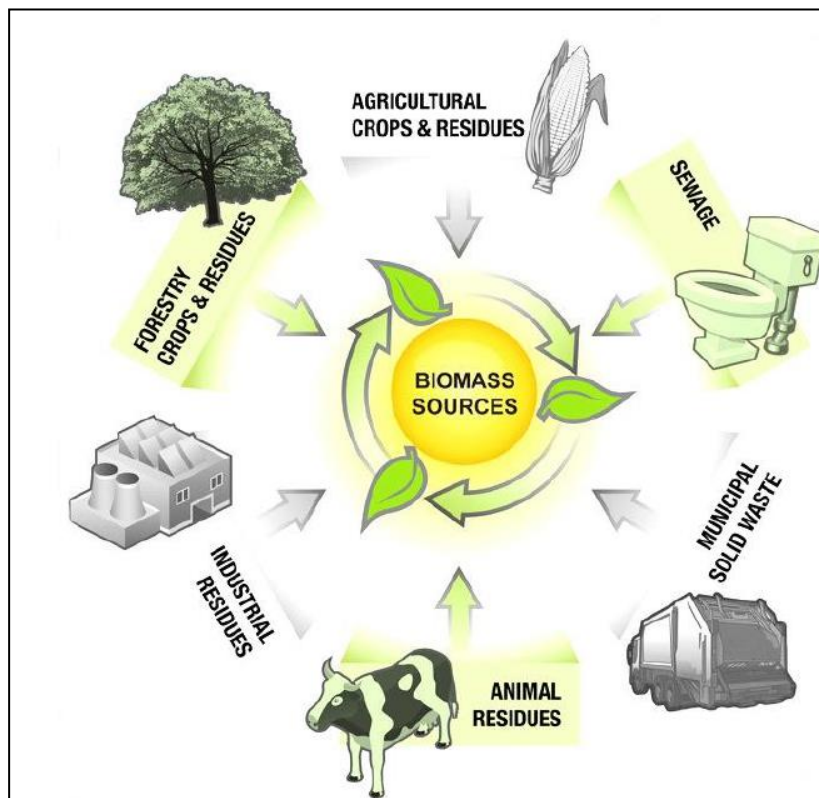 AGRICULTURAL
CROPS & RESIDUES
SEWAGE
FORESTRY
CROPS & RESIDUES
BIOMASS
SOURCES
MUNICIPAL
SOLID WASTE
INDUSTRIAL
RESIDUES
ANIMAL
RESIDUES